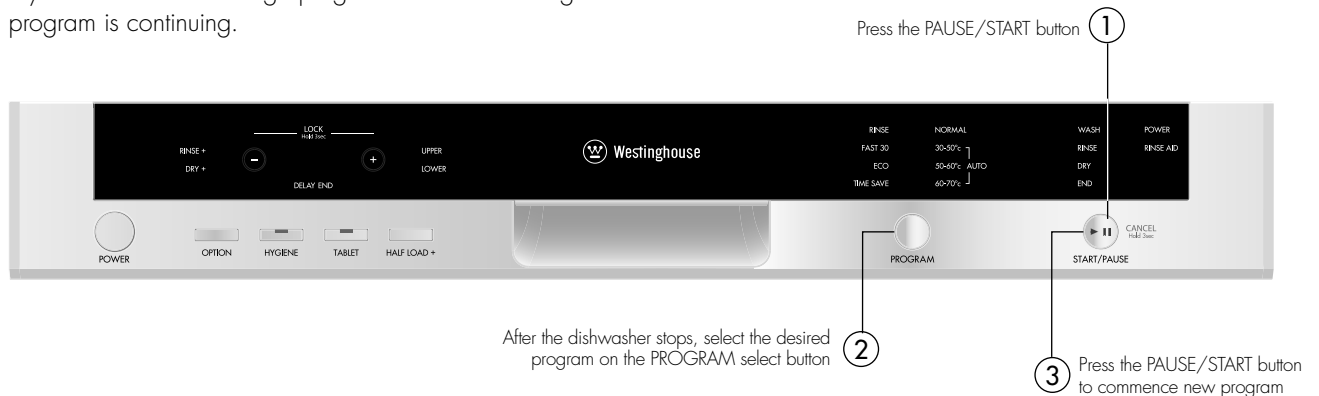 program is continuing.
Press the PAUSE/START button 1
LOCK
Hold 3sec
RINSE +
DRY +
−
+
UPPER
LOWER
DELAY END
W Westinghouse
RINSE NORMAL
FAST 30 30-50°c
ECO 50-60°c AUTO
TIME SAVE 60-70°c
WASH POWER
RINSE RINSE AID
DRY
END
POWER
OPTION
HYGIENE
TABLET
HALF LOAD +
PROGRAM
CANCEL
Hold 3sec
START/PAUSE
After the dishwasher stops, select the desired
program on the PROGRAM select button
2
3
Press the PAUSE/START button
to commence new program